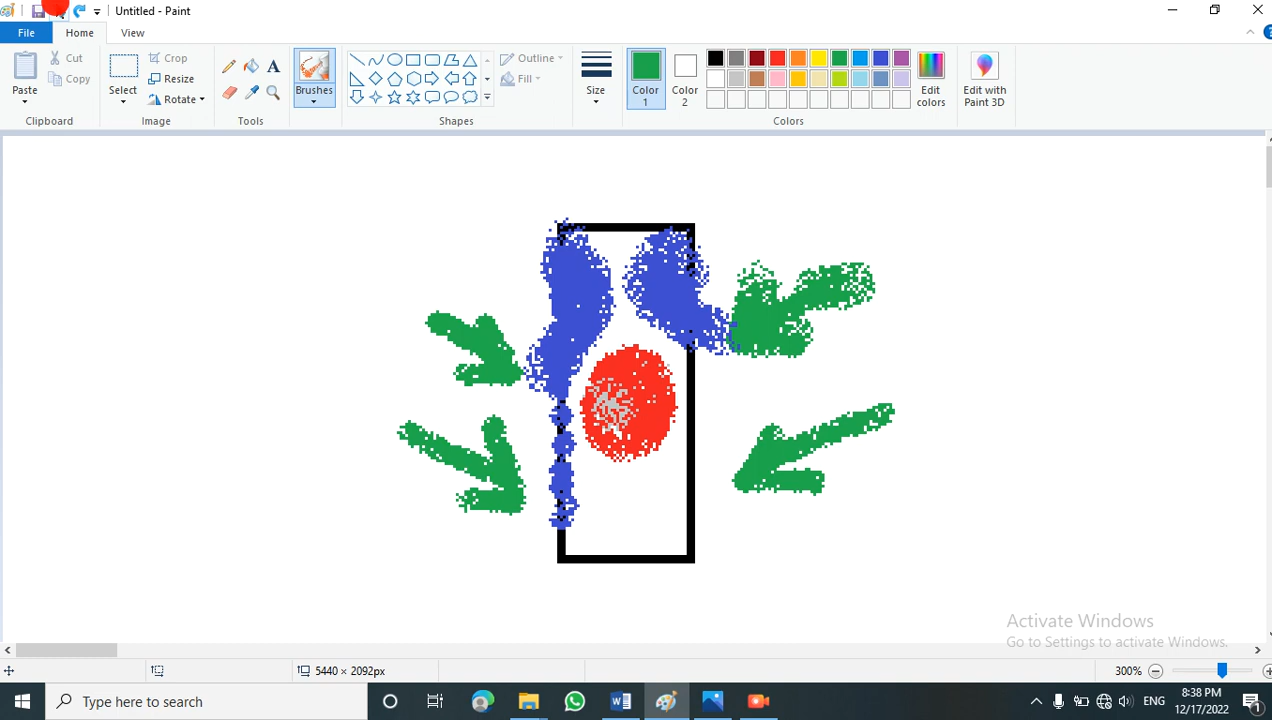 Untitled - Paint
File
Home
View
Paste
Cut
Copy
Clipboard
Select
Crop
Resize
Rotate
Image
A
Tools
Brushes
Shapes
Outline
Fill
Size
Color
1
Color
2
Colors
Edit
colors
Edit with
Paint 3D
Activate Windows
Go to Settings to activate Windows.
5440 × 2092px
300%
Type here to search
W
ENG
8:38 PM
12/17/2022
1